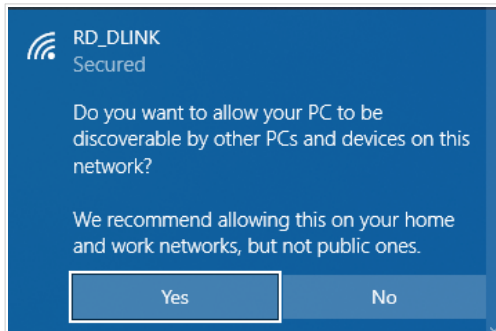 RD_DLINK
Secured
Do you want to allow your PC to be
discoverable by other PCs and devices on this
network?
We recommend allowing this on your home
and work networks, but not public ones.
Yes
No